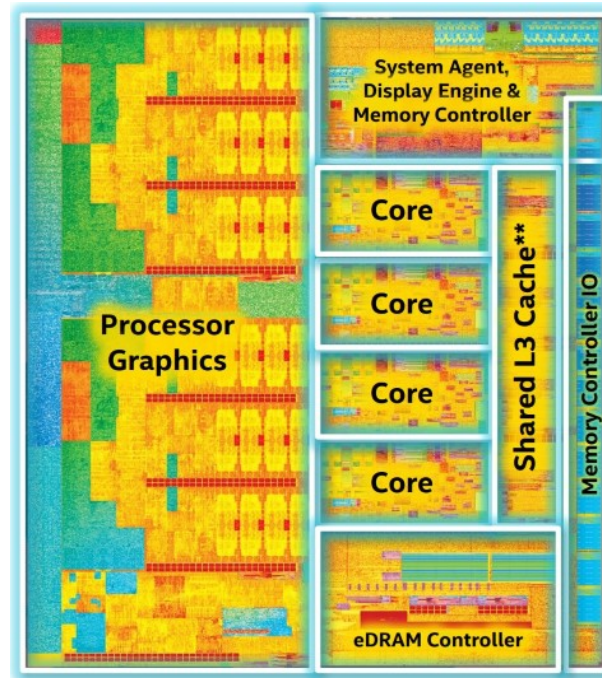 Processor
Graphics
System Agent,
Display Engine &
Memory Controller
Core
Core
Core
Core
Shared L3 Cache**
Memory Controller IO
eDRAM Controller